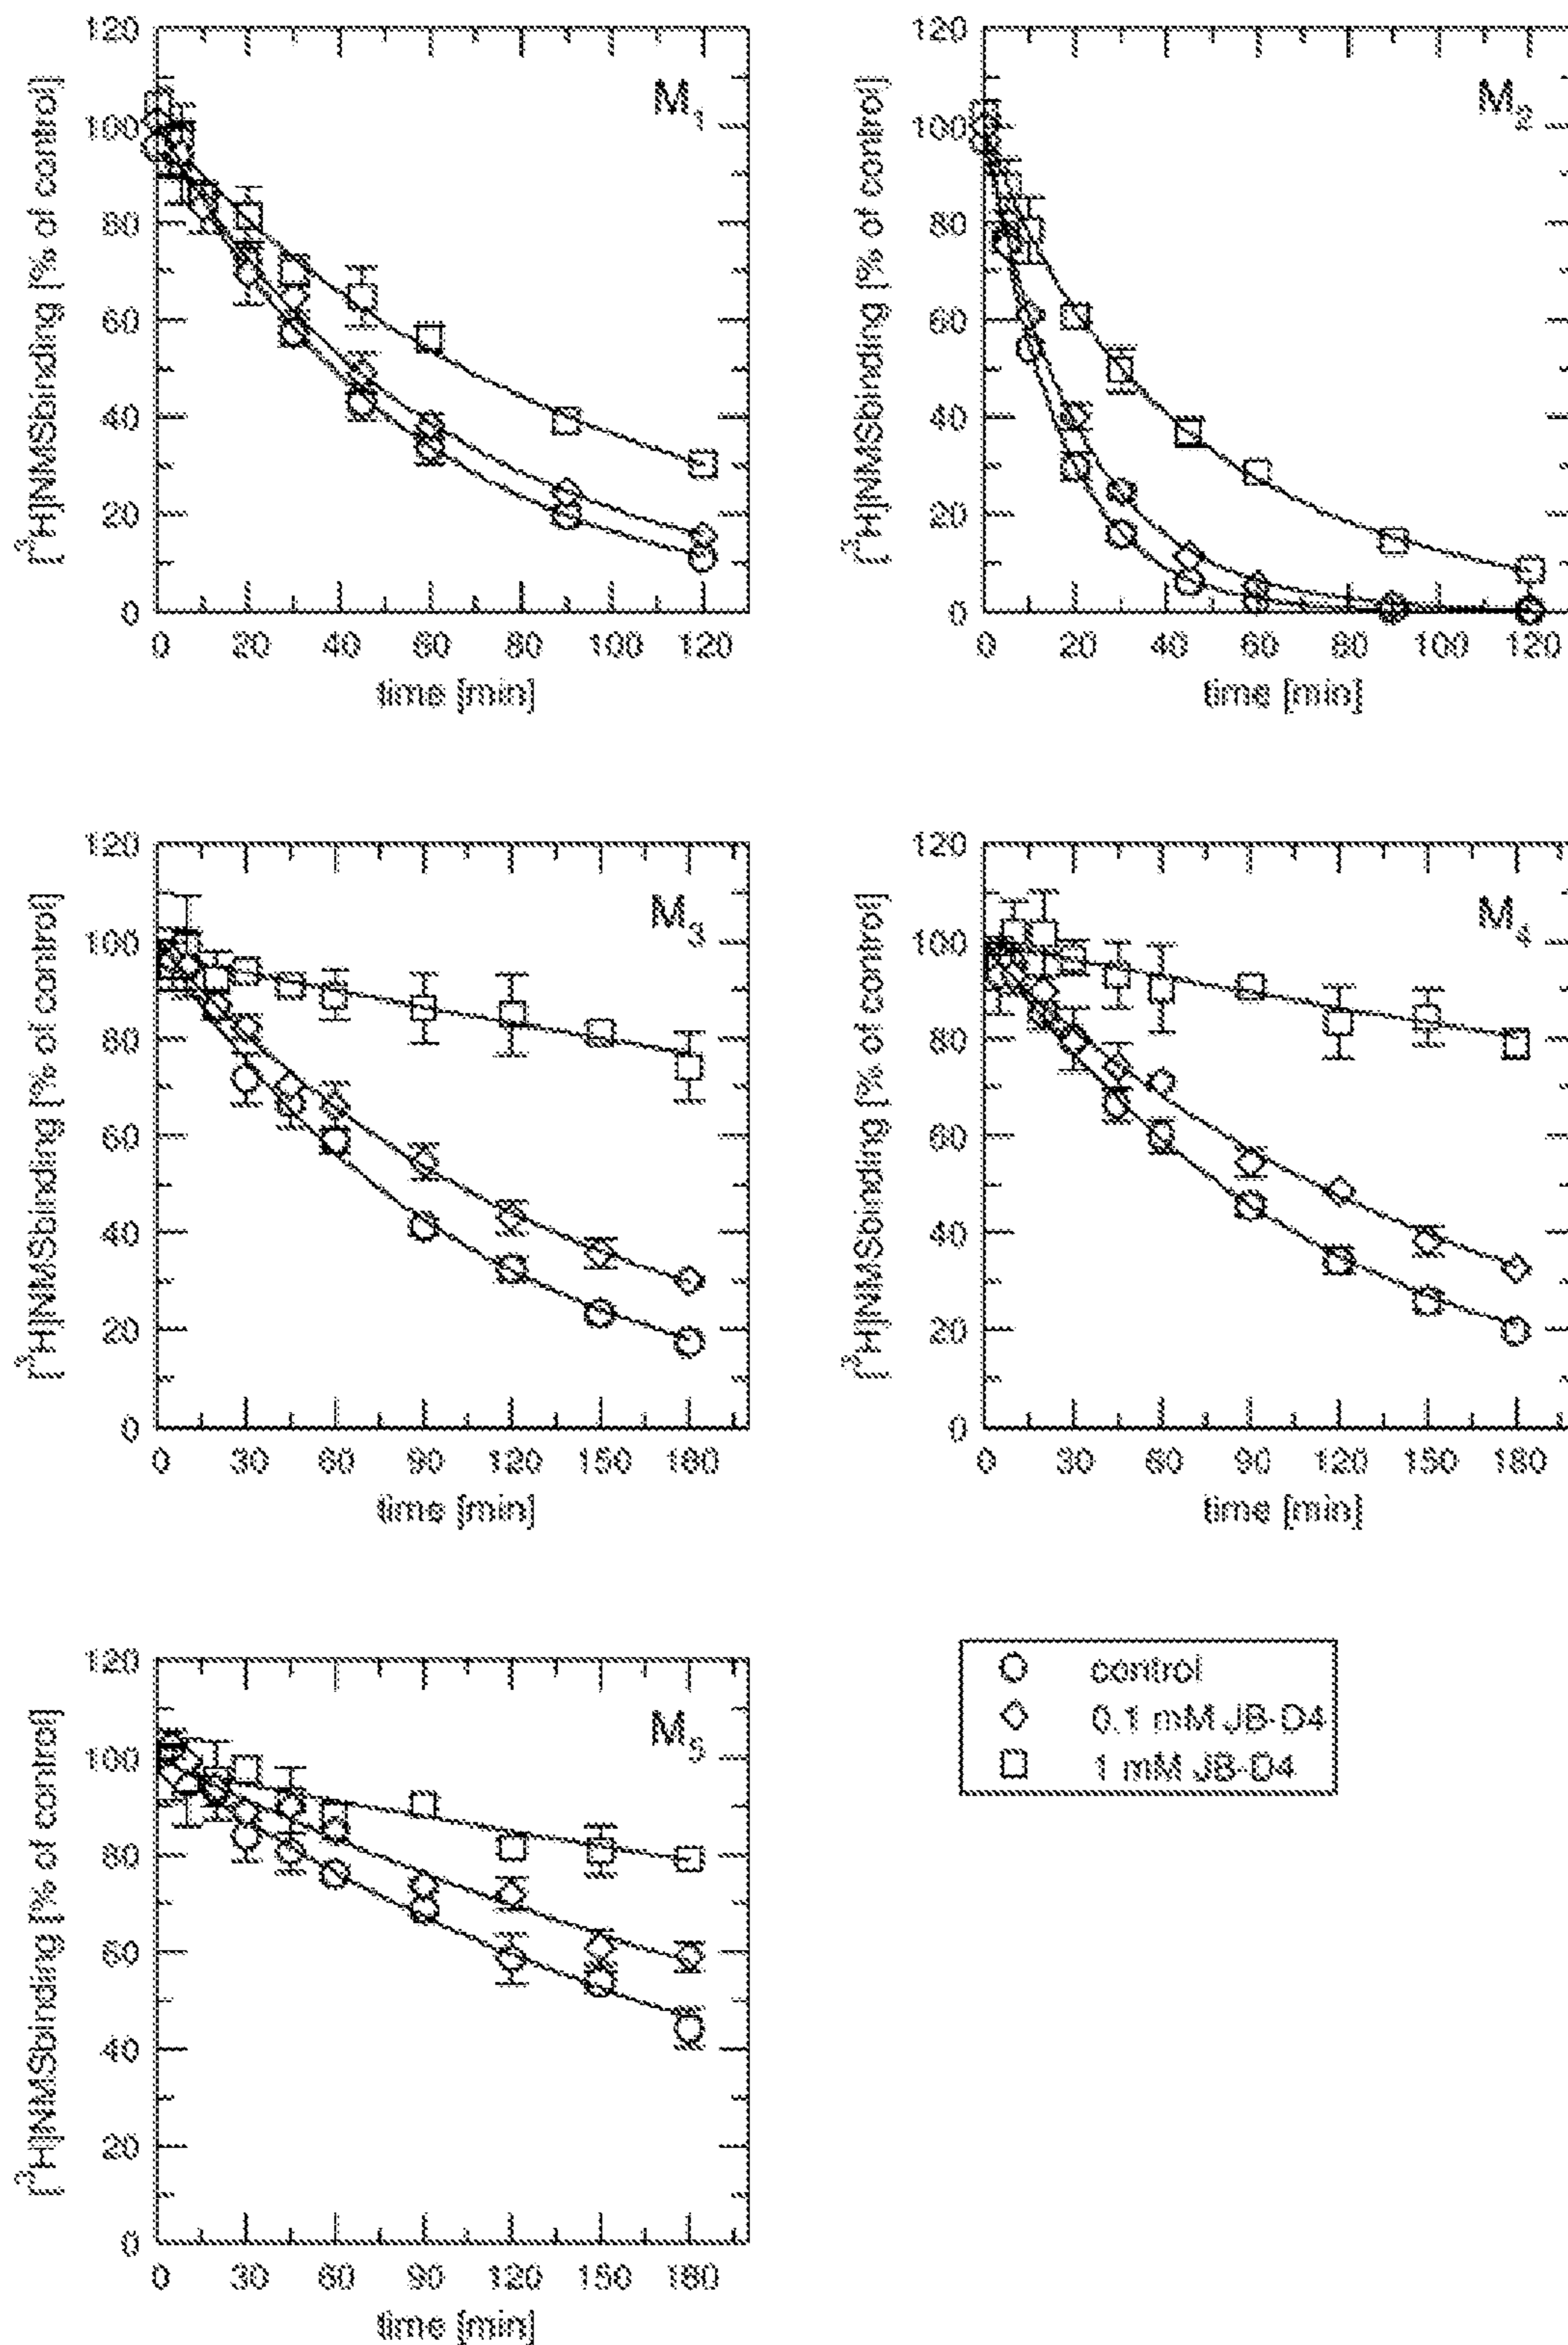 M₁
120
100
80
60
40
20
0
[³H]NMSbinding [% of control]
0 20 40 60 80 100 120
time [min]
M₂
120
100
80
60
40
20
0
[³H]NMSbinding [% of control]
0 20 40 60 80 100 120
time [min]
M₃
120
100
80
60
40
20
0
[³H]NMSbinding [% of control]
0 30 60 90 120 150 180
time [min]
M₄
120
100
80
60
40
20
0
[³H]NMSbinding [% of control]
0 30 60 90 120 150 180
time [min]
M₅
120
100
80
60
40
20
0
[³H]NMSbinding [% of control]
0 30 60 90 120 150 180
time [min]
control
0.1 mM JB-D4
1 mM JB-D4